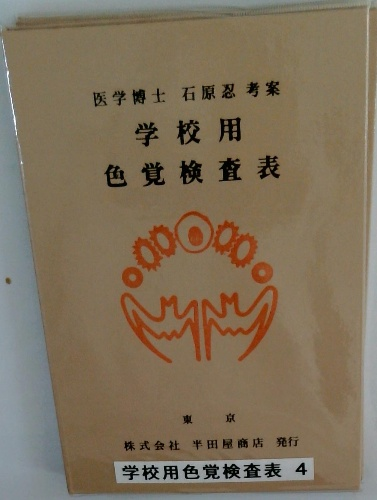 医学博士 石原忍 考案
学校用
色覚検査表
東京
株式会社 半田屋商店 発行
学校用色覚検査表 4